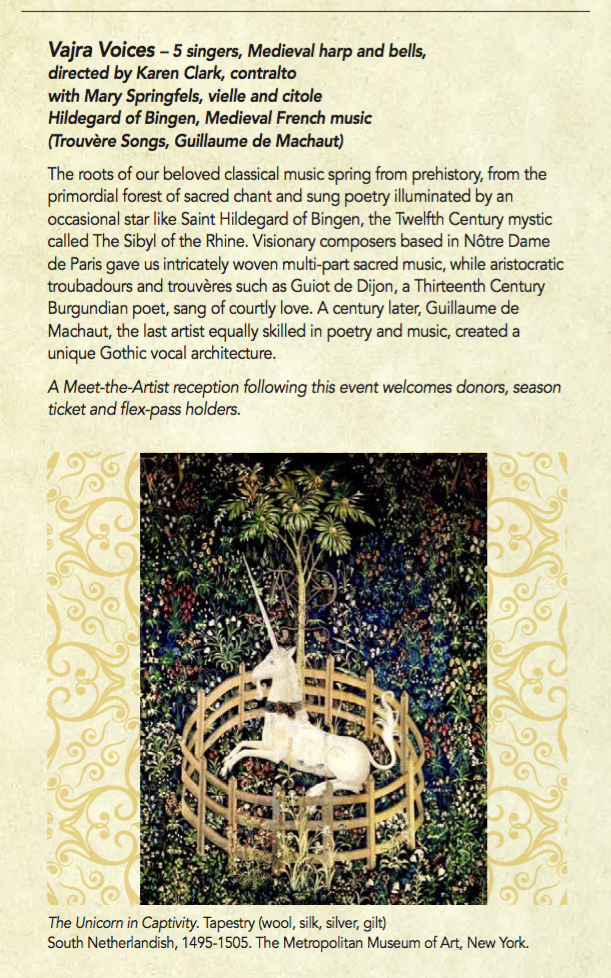 Vajra Voices – 5 singers, Medieval harp and bells,
directed by Karen Clark, contralto
with Mary Springfels, vielle and citole
Hildegard of Bingen, Medieval French music
(Trouvère Songs, Guillaume de Machaut)
The roots of our beloved classical music spring from prehistory, from the
primordial forest of sacred chant and sung poetry illuminated by an
occasional star like Saint Hildegard of Bingen, the Twelfth Century mystic
called The Sibyl of the Rhine. Visionary composers based in Nôtre Dame
de Paris gave us intricately woven multi-part sacred music, while aristocratic
troubadours and trouvères such as Guiot de Dijon, a Thirteenth Century
Burgundian poet, sang of courtly love. A century later, Guillaume de
Machaut, the last artist equally skilled in poetry and music, created a
unique Gothic vocal architecture.
A Meet-the-Artist reception following this event welcomes donors, season
ticket and flex-pass holders.
The Unicorn in Captivity. Tapestry (wool, silk, silver, gilt)
South Netherlandish, 1495-1505. The Metropolitan Museum of Art, New York.